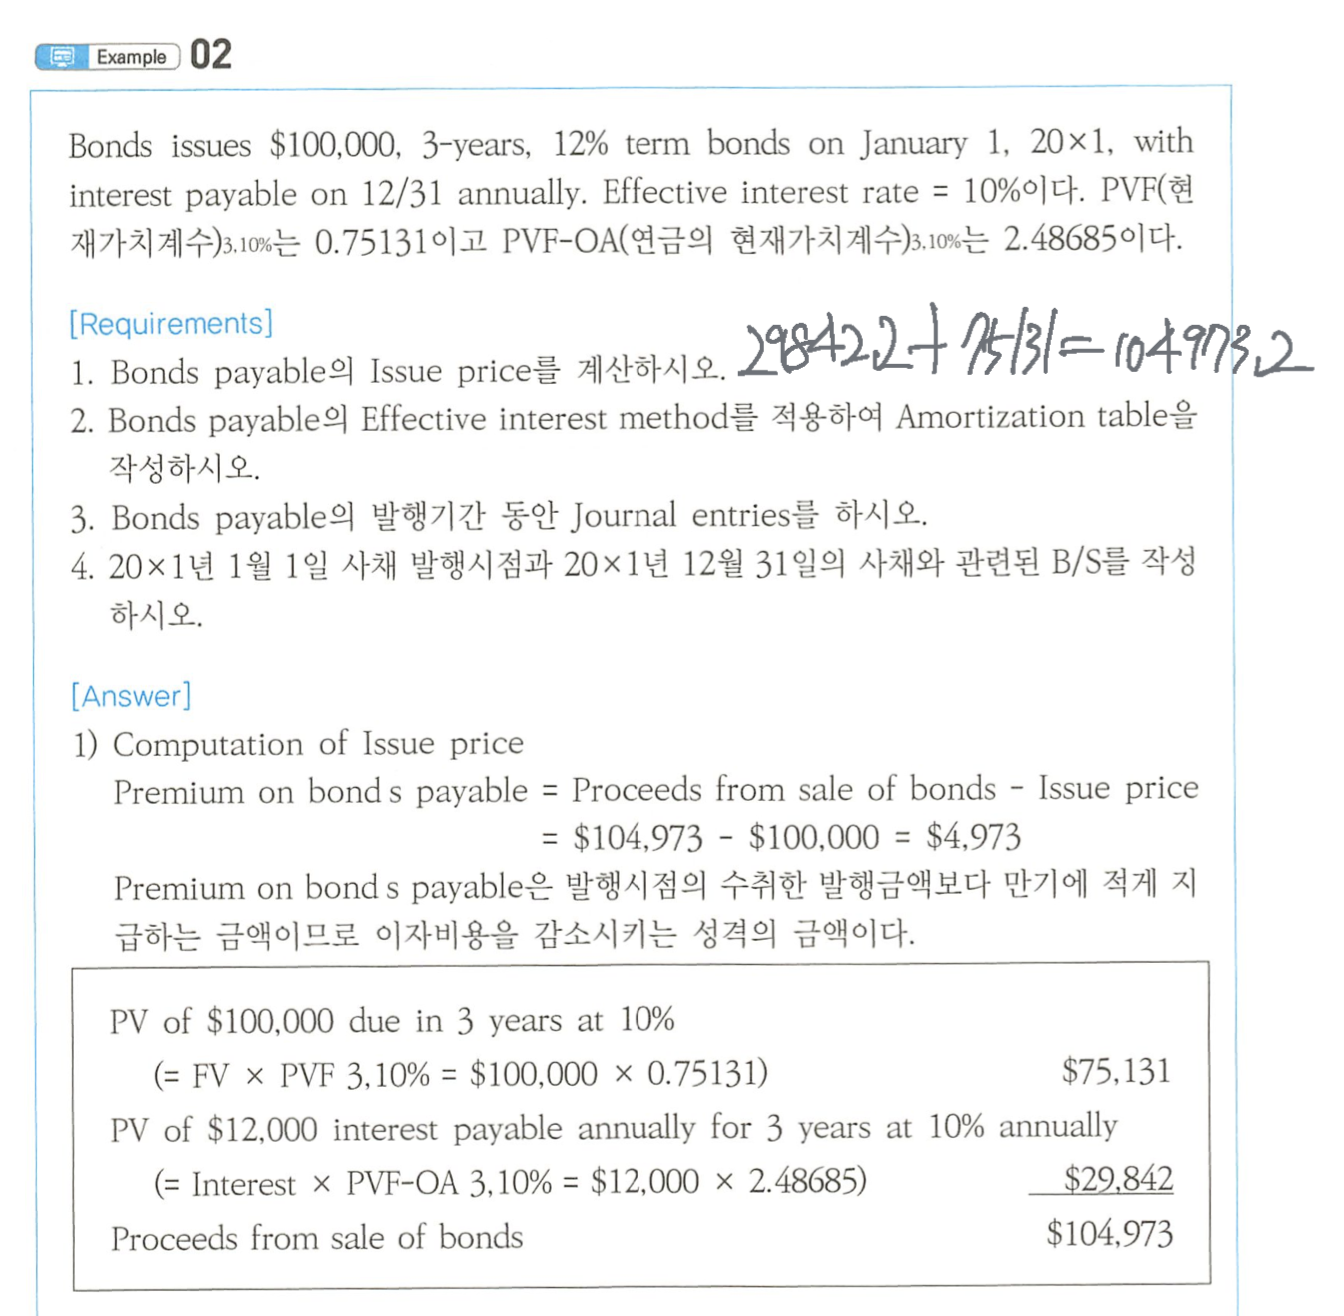 Example 02
Bonds issues $100,000, 3-years, 12% term bonds on January 1, 20×1, with
interest payable on 12/31 annually. Effective interest rate = 10%이다. PVF(현
재가치계수)3,10%는 0.75131이고 PVF-OA(연금의 현재가치계수)3,10%는 2.48685이다.
[Requirements]
1. Bonds payable의 Issue price를 계산하시오. 29842.2+75131=104973.2
2. Bonds payable의 Effective interest method를 적용하여 Amortization table을
작성하시오.
3. Bonds payable의 발행기간 동안 Journal entries를 하시오.
4. 20×1년 1월 1일 사채 발행시점과 20×1년 12월 31일의 사채와 관련된 B/S를 작성
하시오.
[Answer]
1) Computation of Issue price
Premium on bond s payable = Proceeds from sale of bonds - Issue price
= $104,973 - $100,000 = $4,973
Premium on bond s payable은 발행시점의 수취한 발행금액보다 만기에 적게 지
급하는 금액이므로 이자비용을 감소시키는 성격의 금액이다.
PV of $100,000 due in 3 years at 10%
(= FV × PVF 3,10% = $100,000 × 0.75131) $75,131
PV of $12,000 interest payable annually for 3 years at 10% annually
(= Interest × PVF-OA 3,10% = $12,000 × 2.48685) $29,842
Proceeds from sale of bonds $104,973